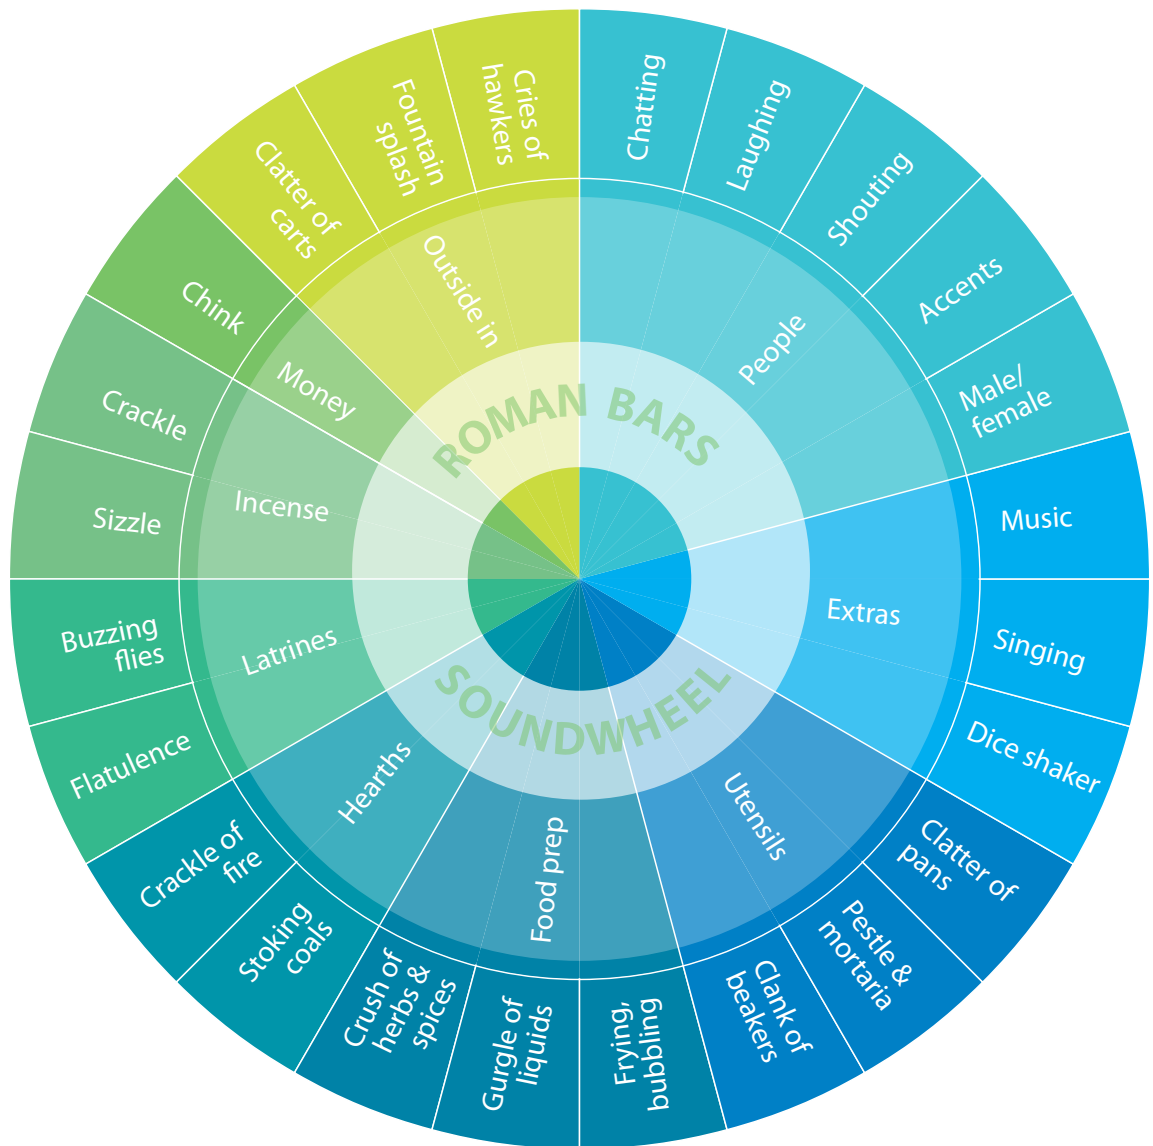 ROMAN BARS
SOUNDWHEEL
People
Chatting
Laughing
Shouting
Accents
Male/
female
Extras
Music
Singing
Dice shaker
Utensils
Clatter of
pans
Pestle &
mortaria
Clank of
beakers
Food prep
Frying,
bubbling
Gurgle of
liquids
Crush of
herbs &
spices
Hearths
Stoking
coals
Crackle of
fire
Latrines
Flatulence
Buzzing
flies
Incense
Sizzle
Crackle
Money
Chink
Outside in
Clatter of
carts
Fountain
splash
Cries of
hawkers